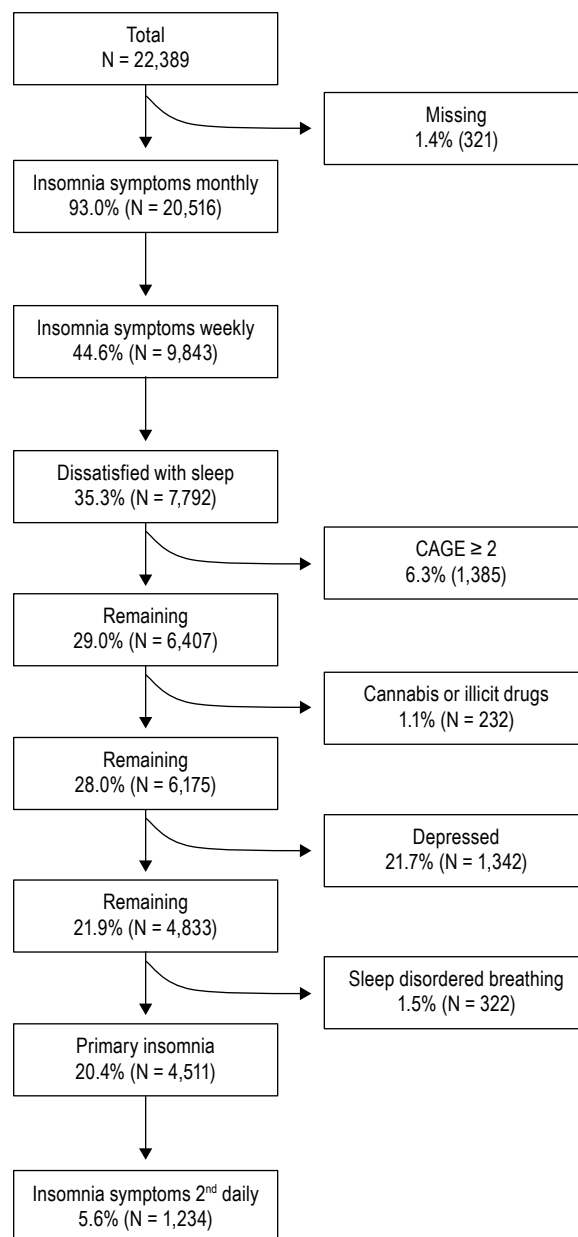 Total
N = 22,389
Missing
1.4% (321)
Insomnia symptoms monthly
93.0% (N = 20,516)
Insomnia symptoms weekly
44.6% (N = 9,843)
Dissatisfied with sleep
35.3% (N = 7,792)
CAGE ≥ 2
6.3% (1,385)
Remaining
29.0% (N = 6,407)
Cannabis or illicit drugs
1.1% (N = 232)
Remaining
28.0% (N = 6,175)
Depressed
21.7% (N = 1,342)
Remaining
21.9% (N = 4,833)
Sleep disordered breathing
1.5% (N = 322)
Primary insomnia
20.4% (N = 4,511)
Insomnia symptoms 2nd daily
5.6% (N = 1,234)